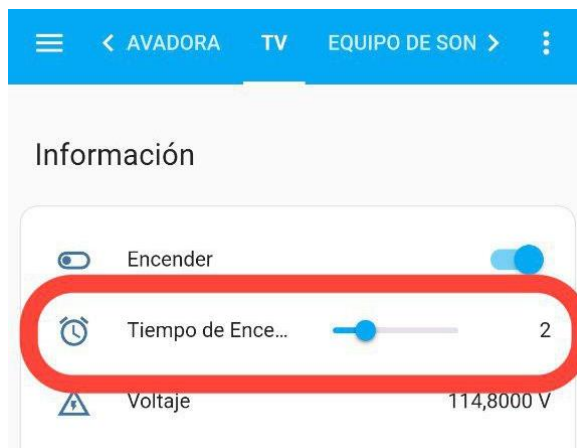 AVADORA TV EQUIPO DE SON
Información
Encender
Tiempo de Ence... 2
Voltaje 114,8000 V